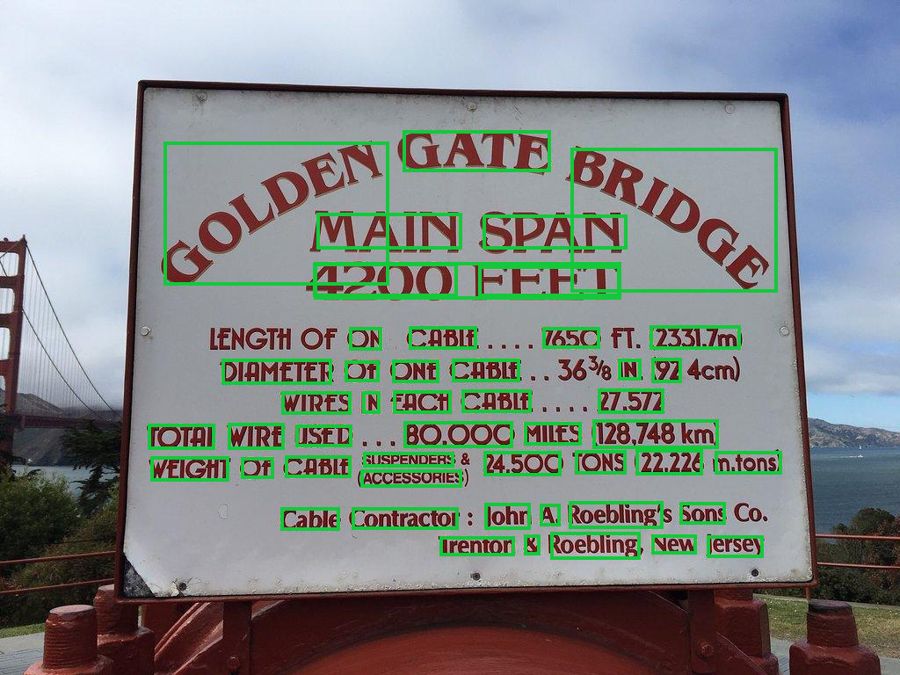 GOLDEN GATE BRIDGE
MAIN SPAN
4200 FEET
LENGTH OF ONE CABLE ..... 7650 FT. (2331.7m)
DIAMETER OF ONE CABLE .. 36 3/8 IN. (92.4cm)
WIRES IN EACH CABLE .... 27,572
TOTAL WIRE USED ... 80,000 MILES (128,748 km)
WEIGHT OF CABLE SUSPENDERS & (ACCESSORIES) 24,500 TONS (22,226 m.tons)
Cable Contractor: John A. Roebling's Sons Co.
Trenton & Roebling, New Jersey